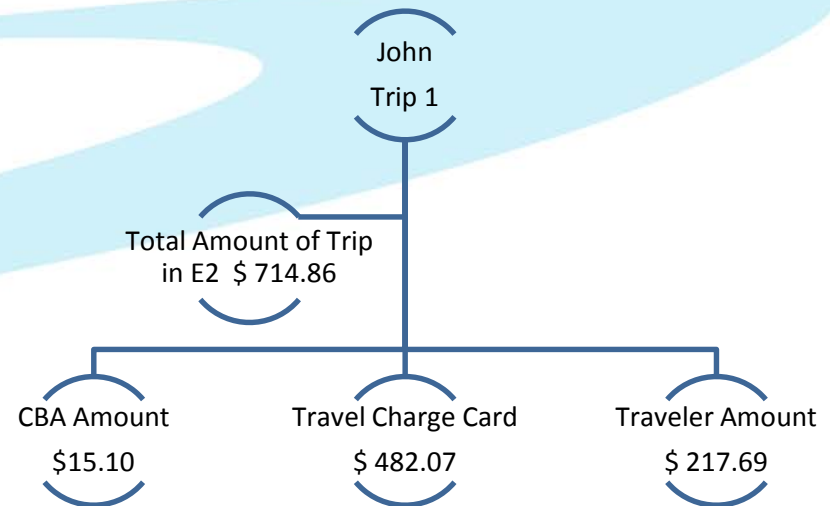 John
Trip 1
Total Amount of Trip
in E2 $ 714.86
CBA Amount
$15.10
Travel Charge Card
$ 482.07
Traveler Amount
$ 217.69